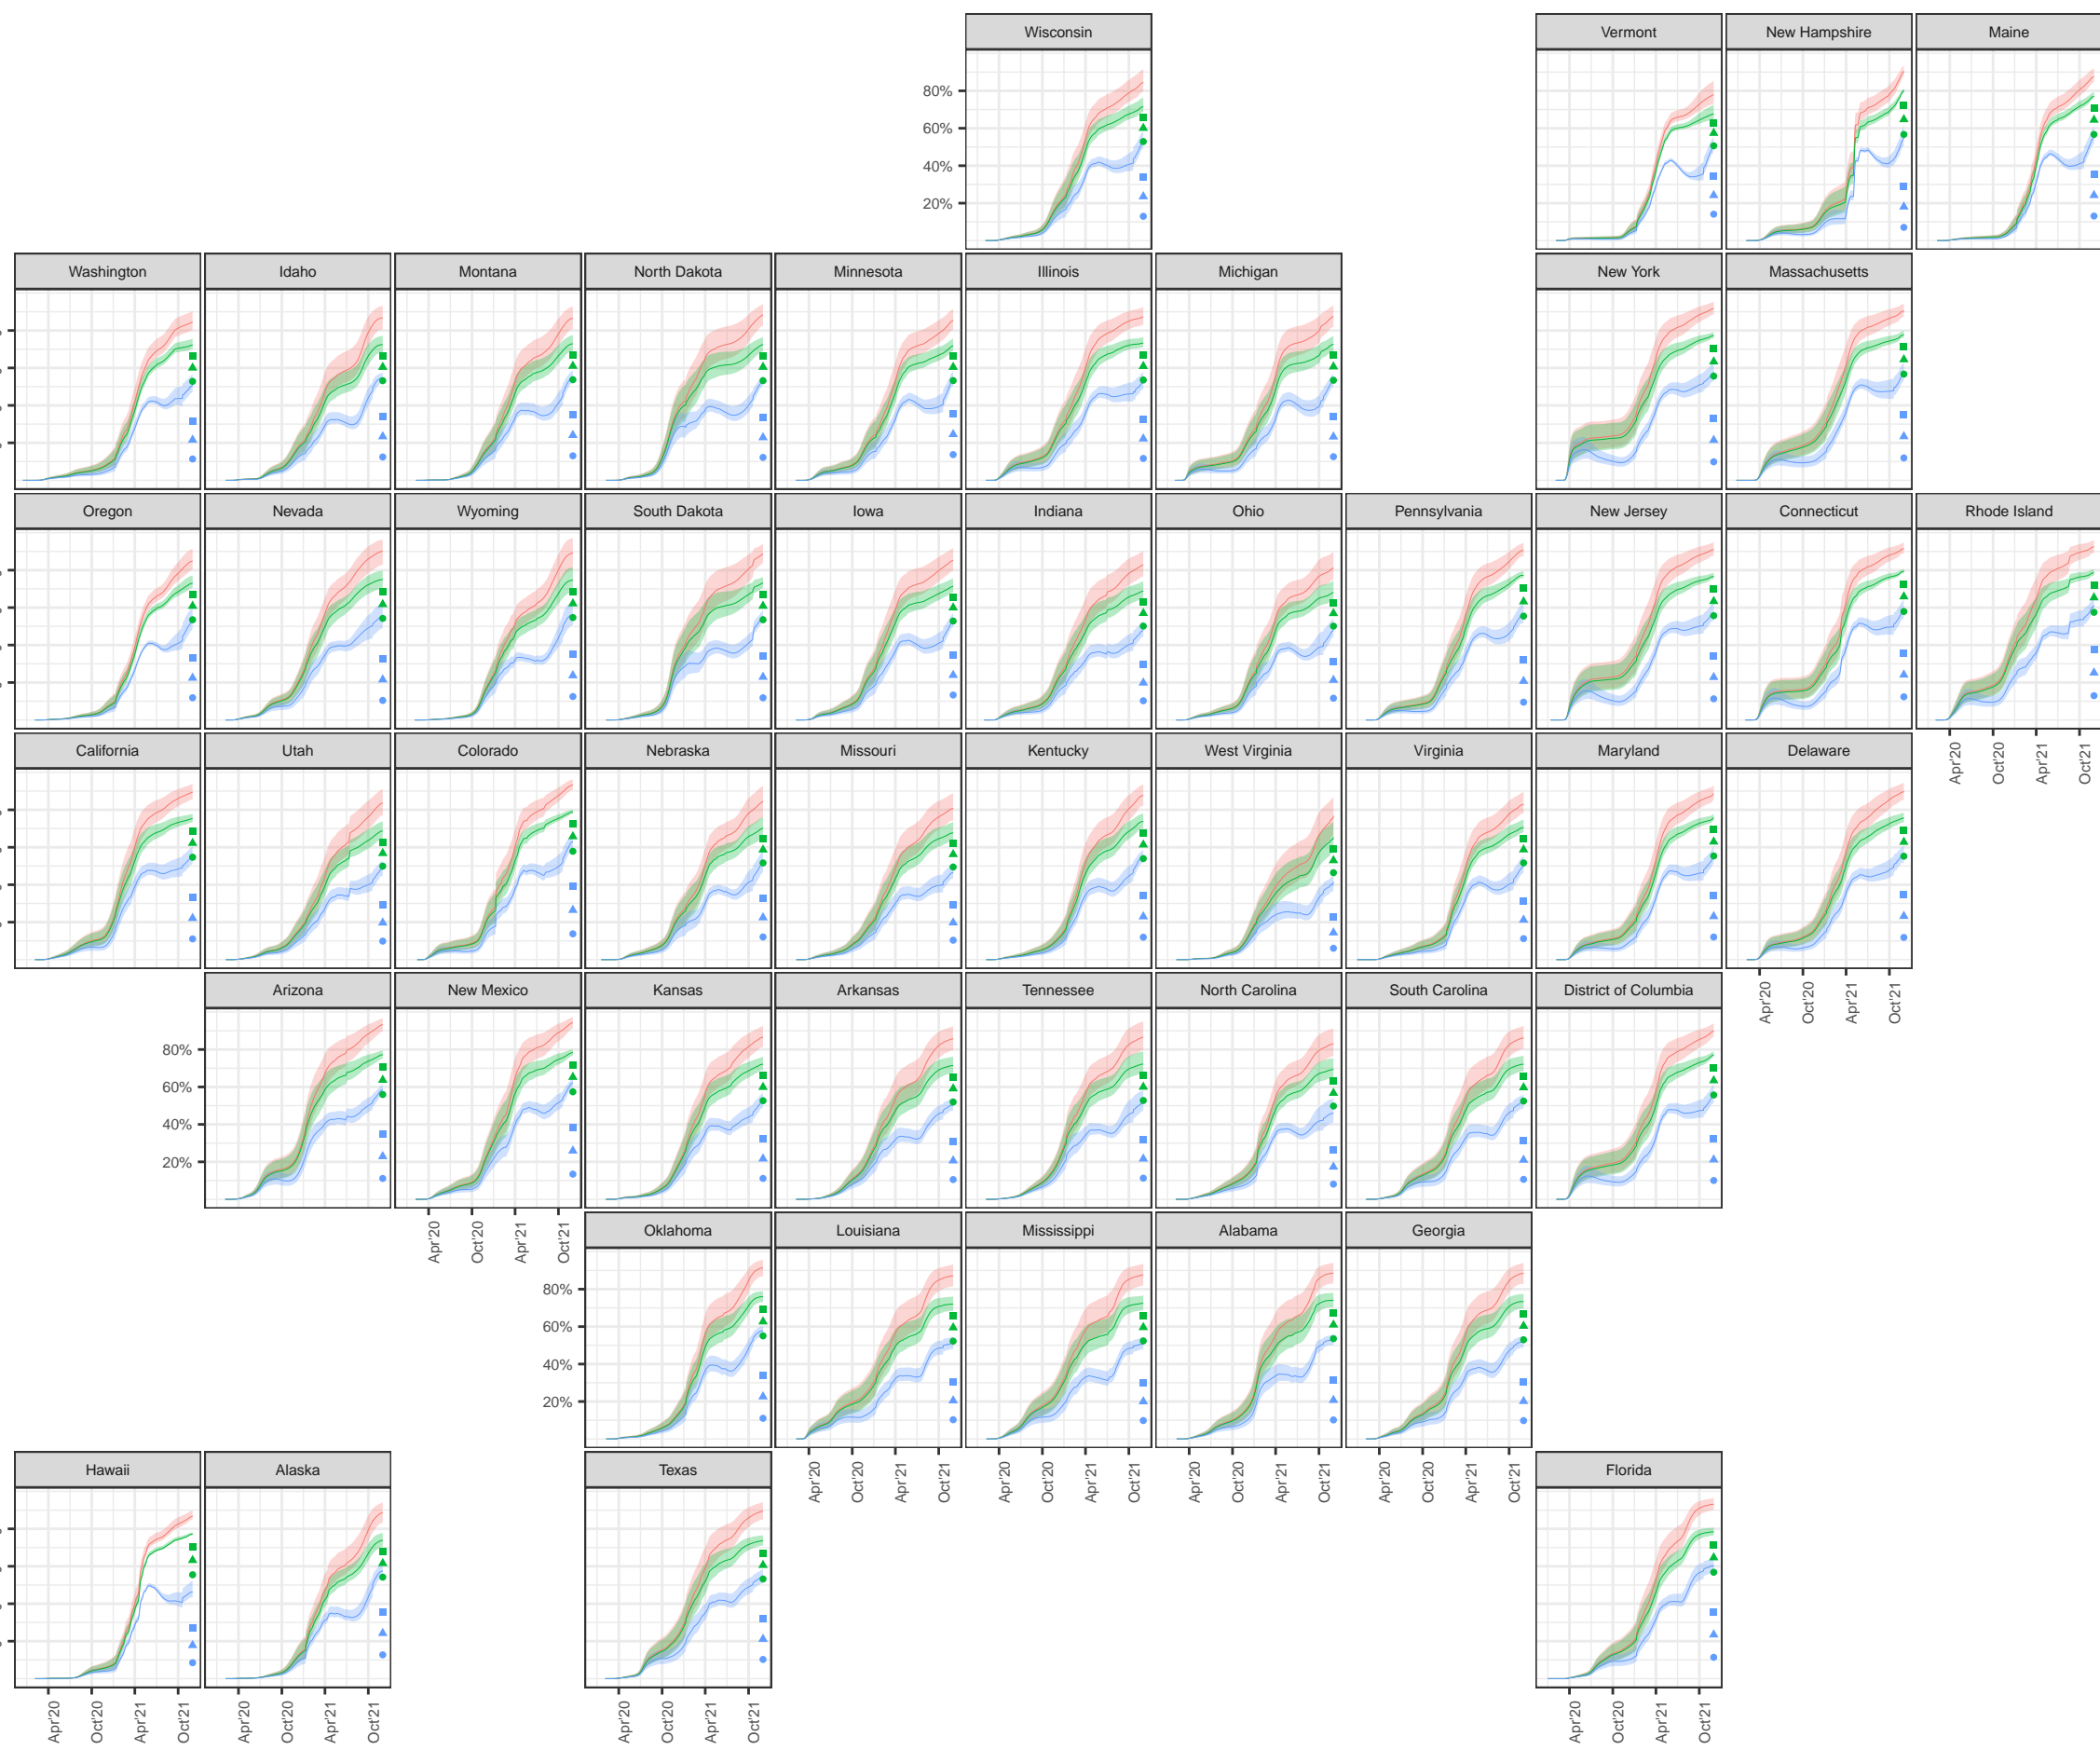 Wisconsin
Vermont
New Hampshire
Maine
80%
60%
40%
20%
Washington
Idaho
Montana
North Dakota
Minnesota
Illinois
Michigan
New York
Massachusetts
Oregon
Nevada
Wyoming
South Dakota
Iowa
Indiana
Ohio
Pennsylvania
New Jersey
Connecticut
Rhode Island
California
Utah
Colorado
Nebraska
Missouri
Kentucky
West Virginia
Virginia
Maryland
Delaware
Apr'20
Oct'20
Apr'21
Oct'21
Arizona
New Mexico
Kansas
Arkansas
Tennessee
North Carolina
South Carolina
District of Columbia
Apr'20
Oct'20
Apr'21
Oct'21
80%
60%
40%
20%
Oklahoma
Louisiana
Mississippi
Alabama
Georgia
Apr'20
Oct'20
Apr'21
Oct'21
80%
60%
40%
20%
Hawaii
Alaska
Texas
Florida
Apr'20
Oct'20
Apr'21
Oct'21
Apr'20
Oct'20
Apr'21
Oct'21
Apr'20
Oct'20
Apr'21
Oct'21
Apr'20
Oct'20
Apr'21
Oct'21
Apr'20
Oct'20
Apr'21
Oct'21
Apr'20
Oct'20
Apr'21
Oct'21
Apr'20
Oct'20
Apr'21
Oct'21
Apr'20
Oct'20
Apr'21
Oct'21